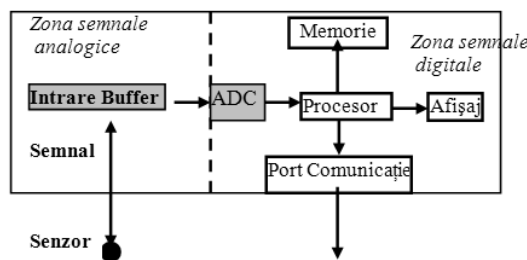 Zona semnale
analogice
Memorie
Zona semnale
digitale
Intrare Buffer
ADC
Procesor
Afişaj
Semnal
Port Comunicaţie
Senzor